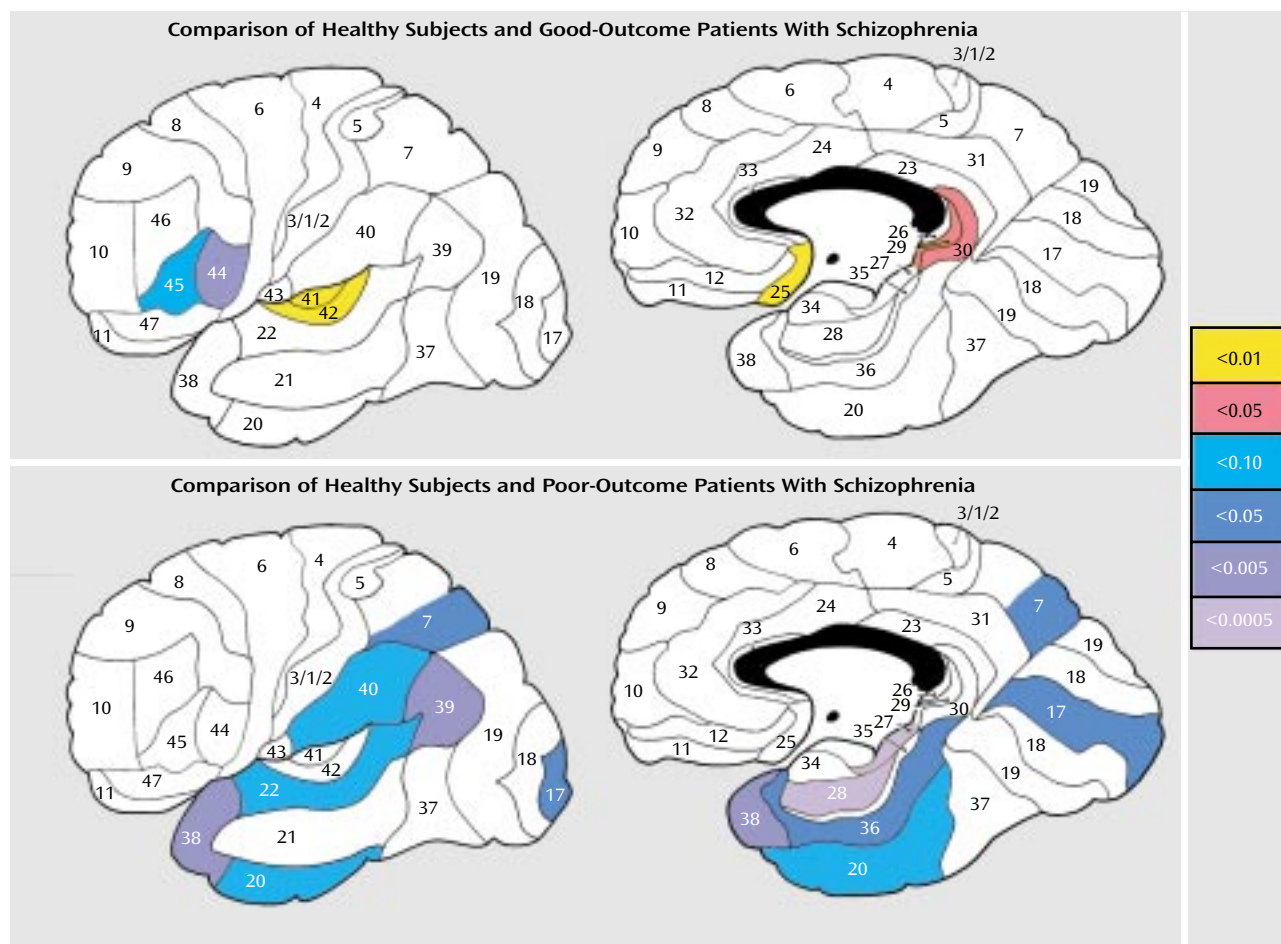 Comparison of Healthy Subjects and Good-Outcome Patients With Schizophrenia
6 4 5 8 9 7
46 3/1/2 40 39
10 45 44 43 41 42 19 18
11 47 22 17
38 21 37
20
3/1/2
6 4 5 8 9 7
24 23 31 33 19
32 18
10 26 29 30 17
12 35 27 18
11 25 34 19
28 37
38 36
20
<0.01
<0.05
<0.10
<0.05
<0.005
<0.0005
Comparison of Healthy Subjects and Poor-Outcome Patients With Schizophrenia
6 4 5 8 9 7
46 3/1/2 40 39
10 45 44 43 41 42 19 18
11 47 22 17
38 21 37
20
3/1/2
6 4 5 8 9 7
24 23 31 33 19
32 18
10 26 29 30 17
12 35 27 18
11 25 34 19
28 37
38 36
20